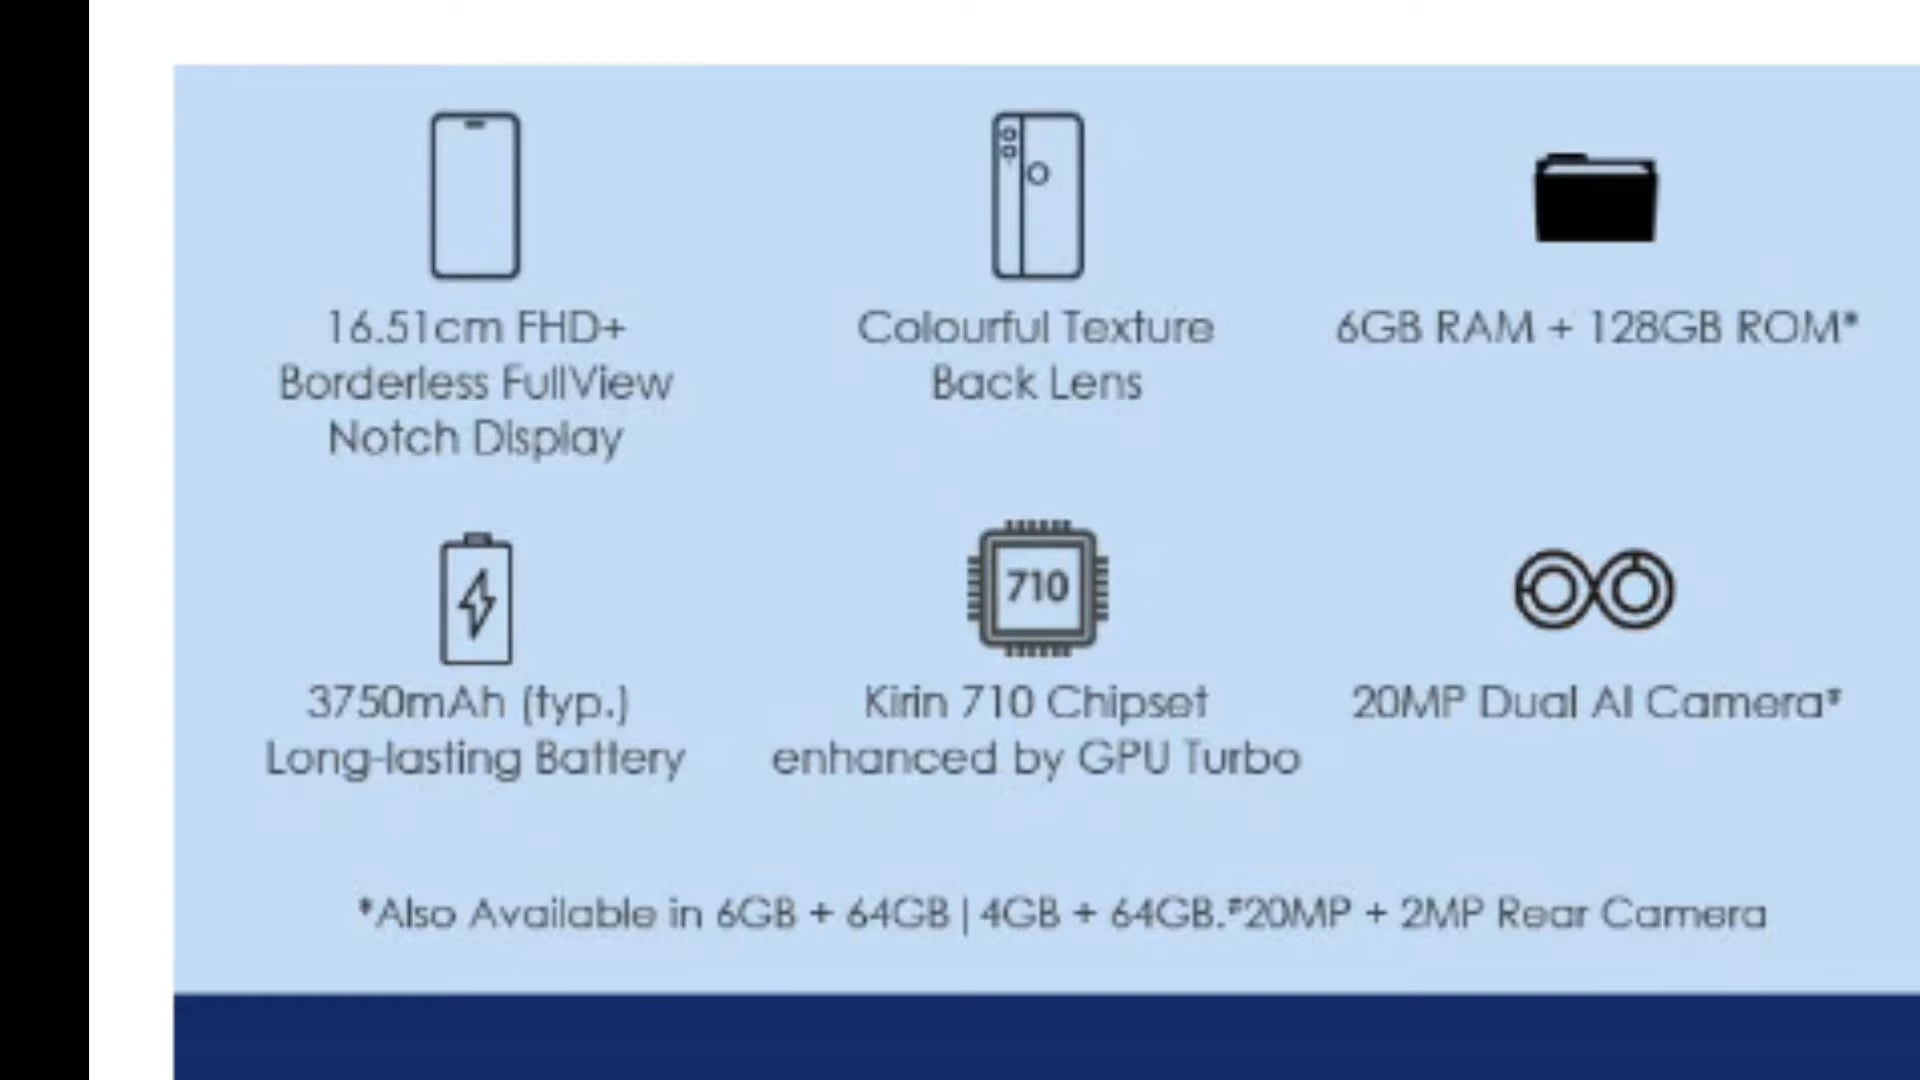 16.51cm FHD+
Borderless FullView
Notch Display
Colourful Texture
Back Lens
6GB RAM + 128GB ROM*
710
3750mAh (typ.)
Long-lasting Battery
Kirin 710 Chipset
enhanced by GPU Turbo
20MP Dual AI Camera‡
*Also Available in 6GB + 64GB | 4GB + 64GB.‡20MP + 2MP Rear Camera